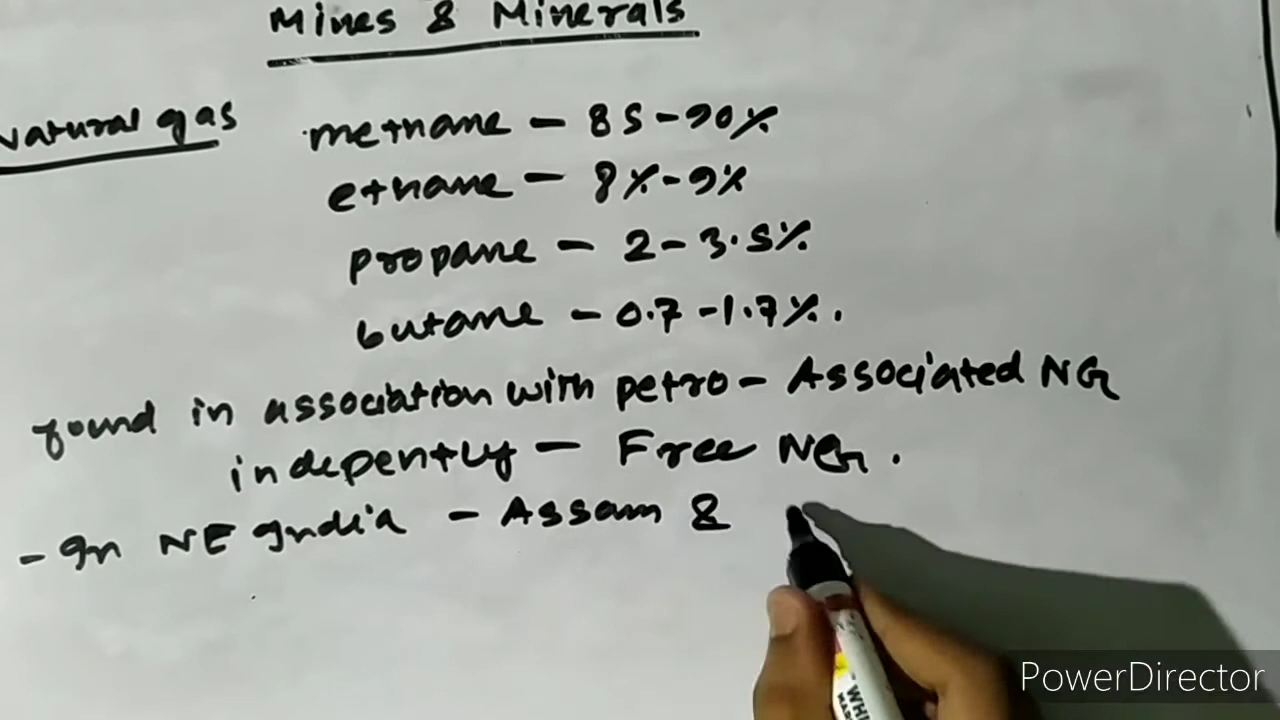 Mines & Minerals
Natural gas
methane - 85-90%
ethane - 8%-9%
propane - 2-3.5%
butane - 0.7-1.7%.
found in association with petro - Associated NG
indepently - Free NG.
- In NE India - Assam &
WHI
PowerDirector